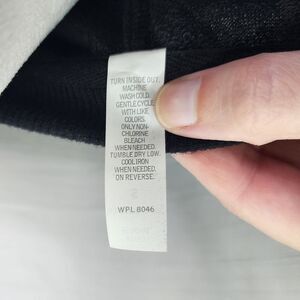 TURN INSIDE OUT.
MACHINE
WASH COLD
GENTLE CYCLE
WITH LIKE
COLORS.
ONLY NON-
CHLORINE
BLEACH
WHEN NEEDED.
TUMBLE DRY LOW.
COOL IRON
WHEN NEEDED.
ON REVERSE.
WPL 8046